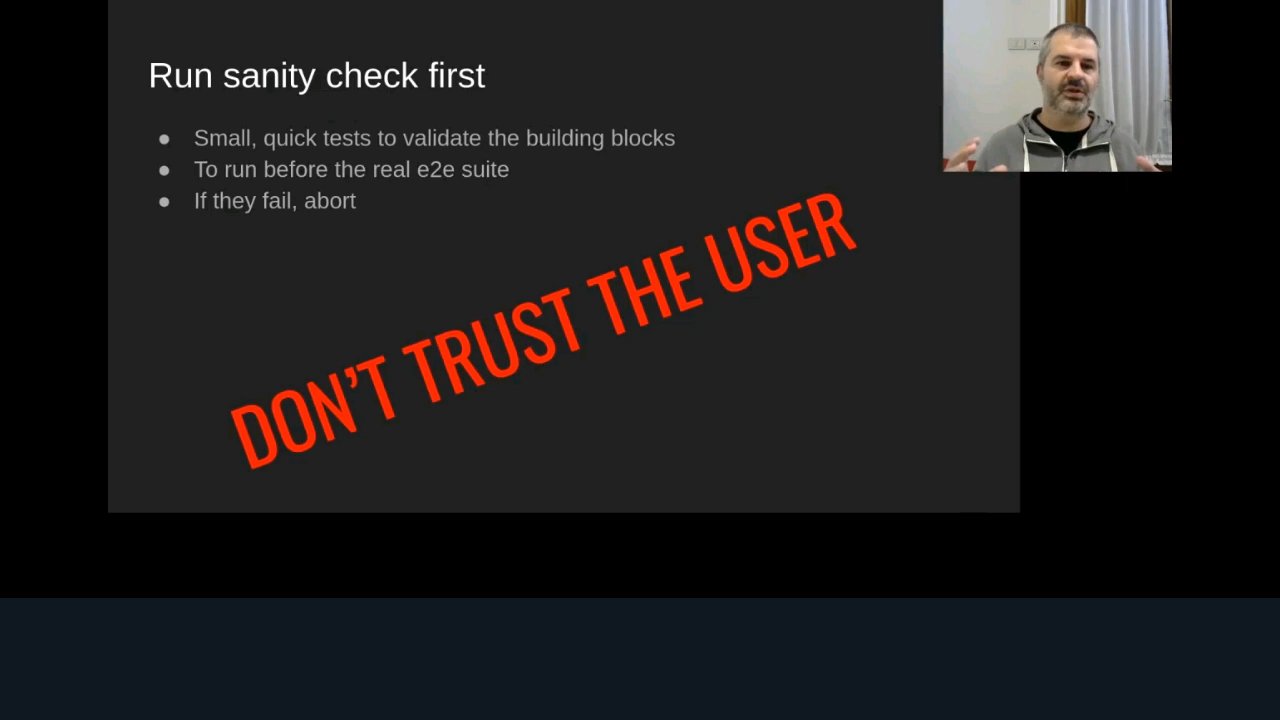 Run sanity check first
● Small, quick tests to validate the building blocks
● To run before the real e2e suite
● If they fail, abort
DON’T TRUST THE USER